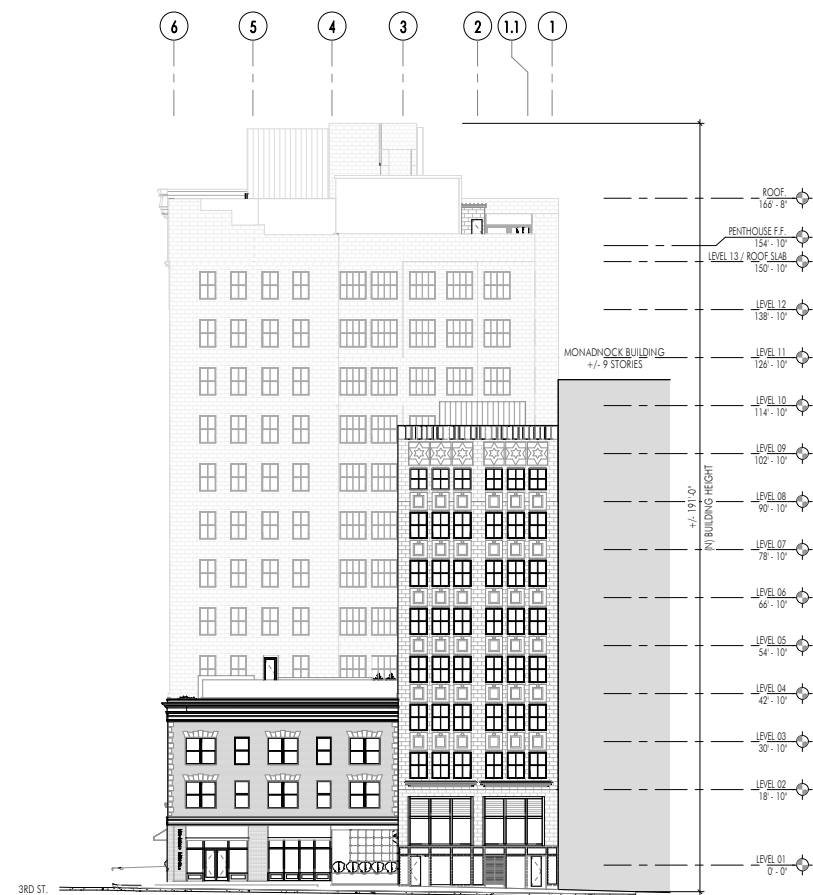 6 5 4 3 2 1.1 1
ROOF.
166' - 8"
PENTHOUSE F.F.
154' - 10"
LEVEL 13 / ROOF SLAB
150' - 10"
LEVEL 12
138' - 10"
MONADNOCK BUILDING
+/- 9 STORIES
LEVEL 11
126' - 10"
LEVEL 10
114' - 10"
LEVEL 09
102' - 10"
+/- 191'-0"
(N) BUILDING HEIGHT
LEVEL 08
90' - 10"
LEVEL 07
78' - 10"
LEVEL 06
66' - 10"
LEVEL 05
54' - 10"
LEVEL 04
42' - 10"
LEVEL 03
30' - 10"
LEVEL 02
18' - 10"
LEVEL 01
0' - 0"
3RD ST.